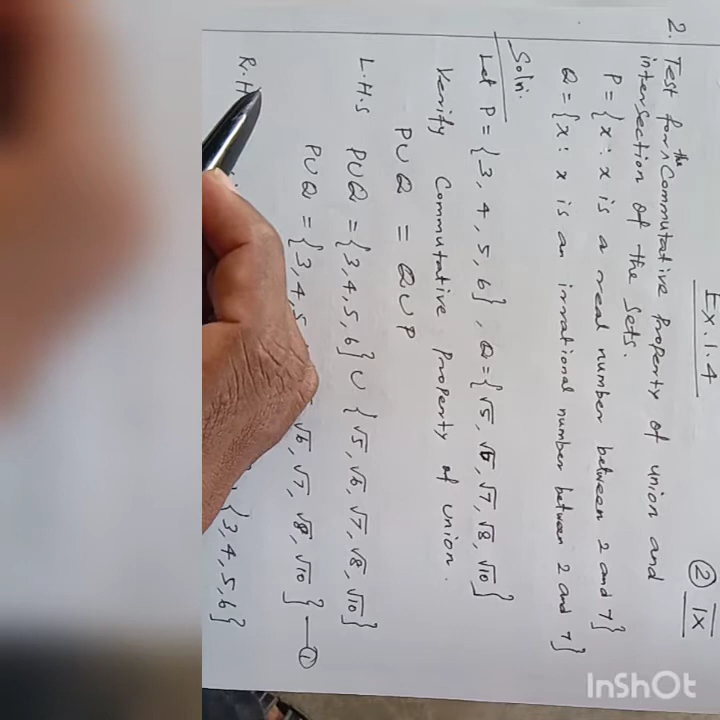 Ex. 1.4
② IX
2. Test for the Commutative Property of union and
intersection of the sets.
P = {x : x is a real number between 2 and 7}
Q = {x : x is an irrational number between 2 and 7}
Soln.
Let P = {3, 4, 5, 6}, Q = {√5, √6, √7, √8, √10}
Verify Commutative Property of union.
P∪Q = Q∪P
L.H.S P∪Q = {3, 4, 5, 6} ∪ {√5, √6, √7, √8, √10}
P∪Q = {3, 4, 5 √6, √7, √8, √10} — ①
R.H {3, 4, 5, 6}
InShOt